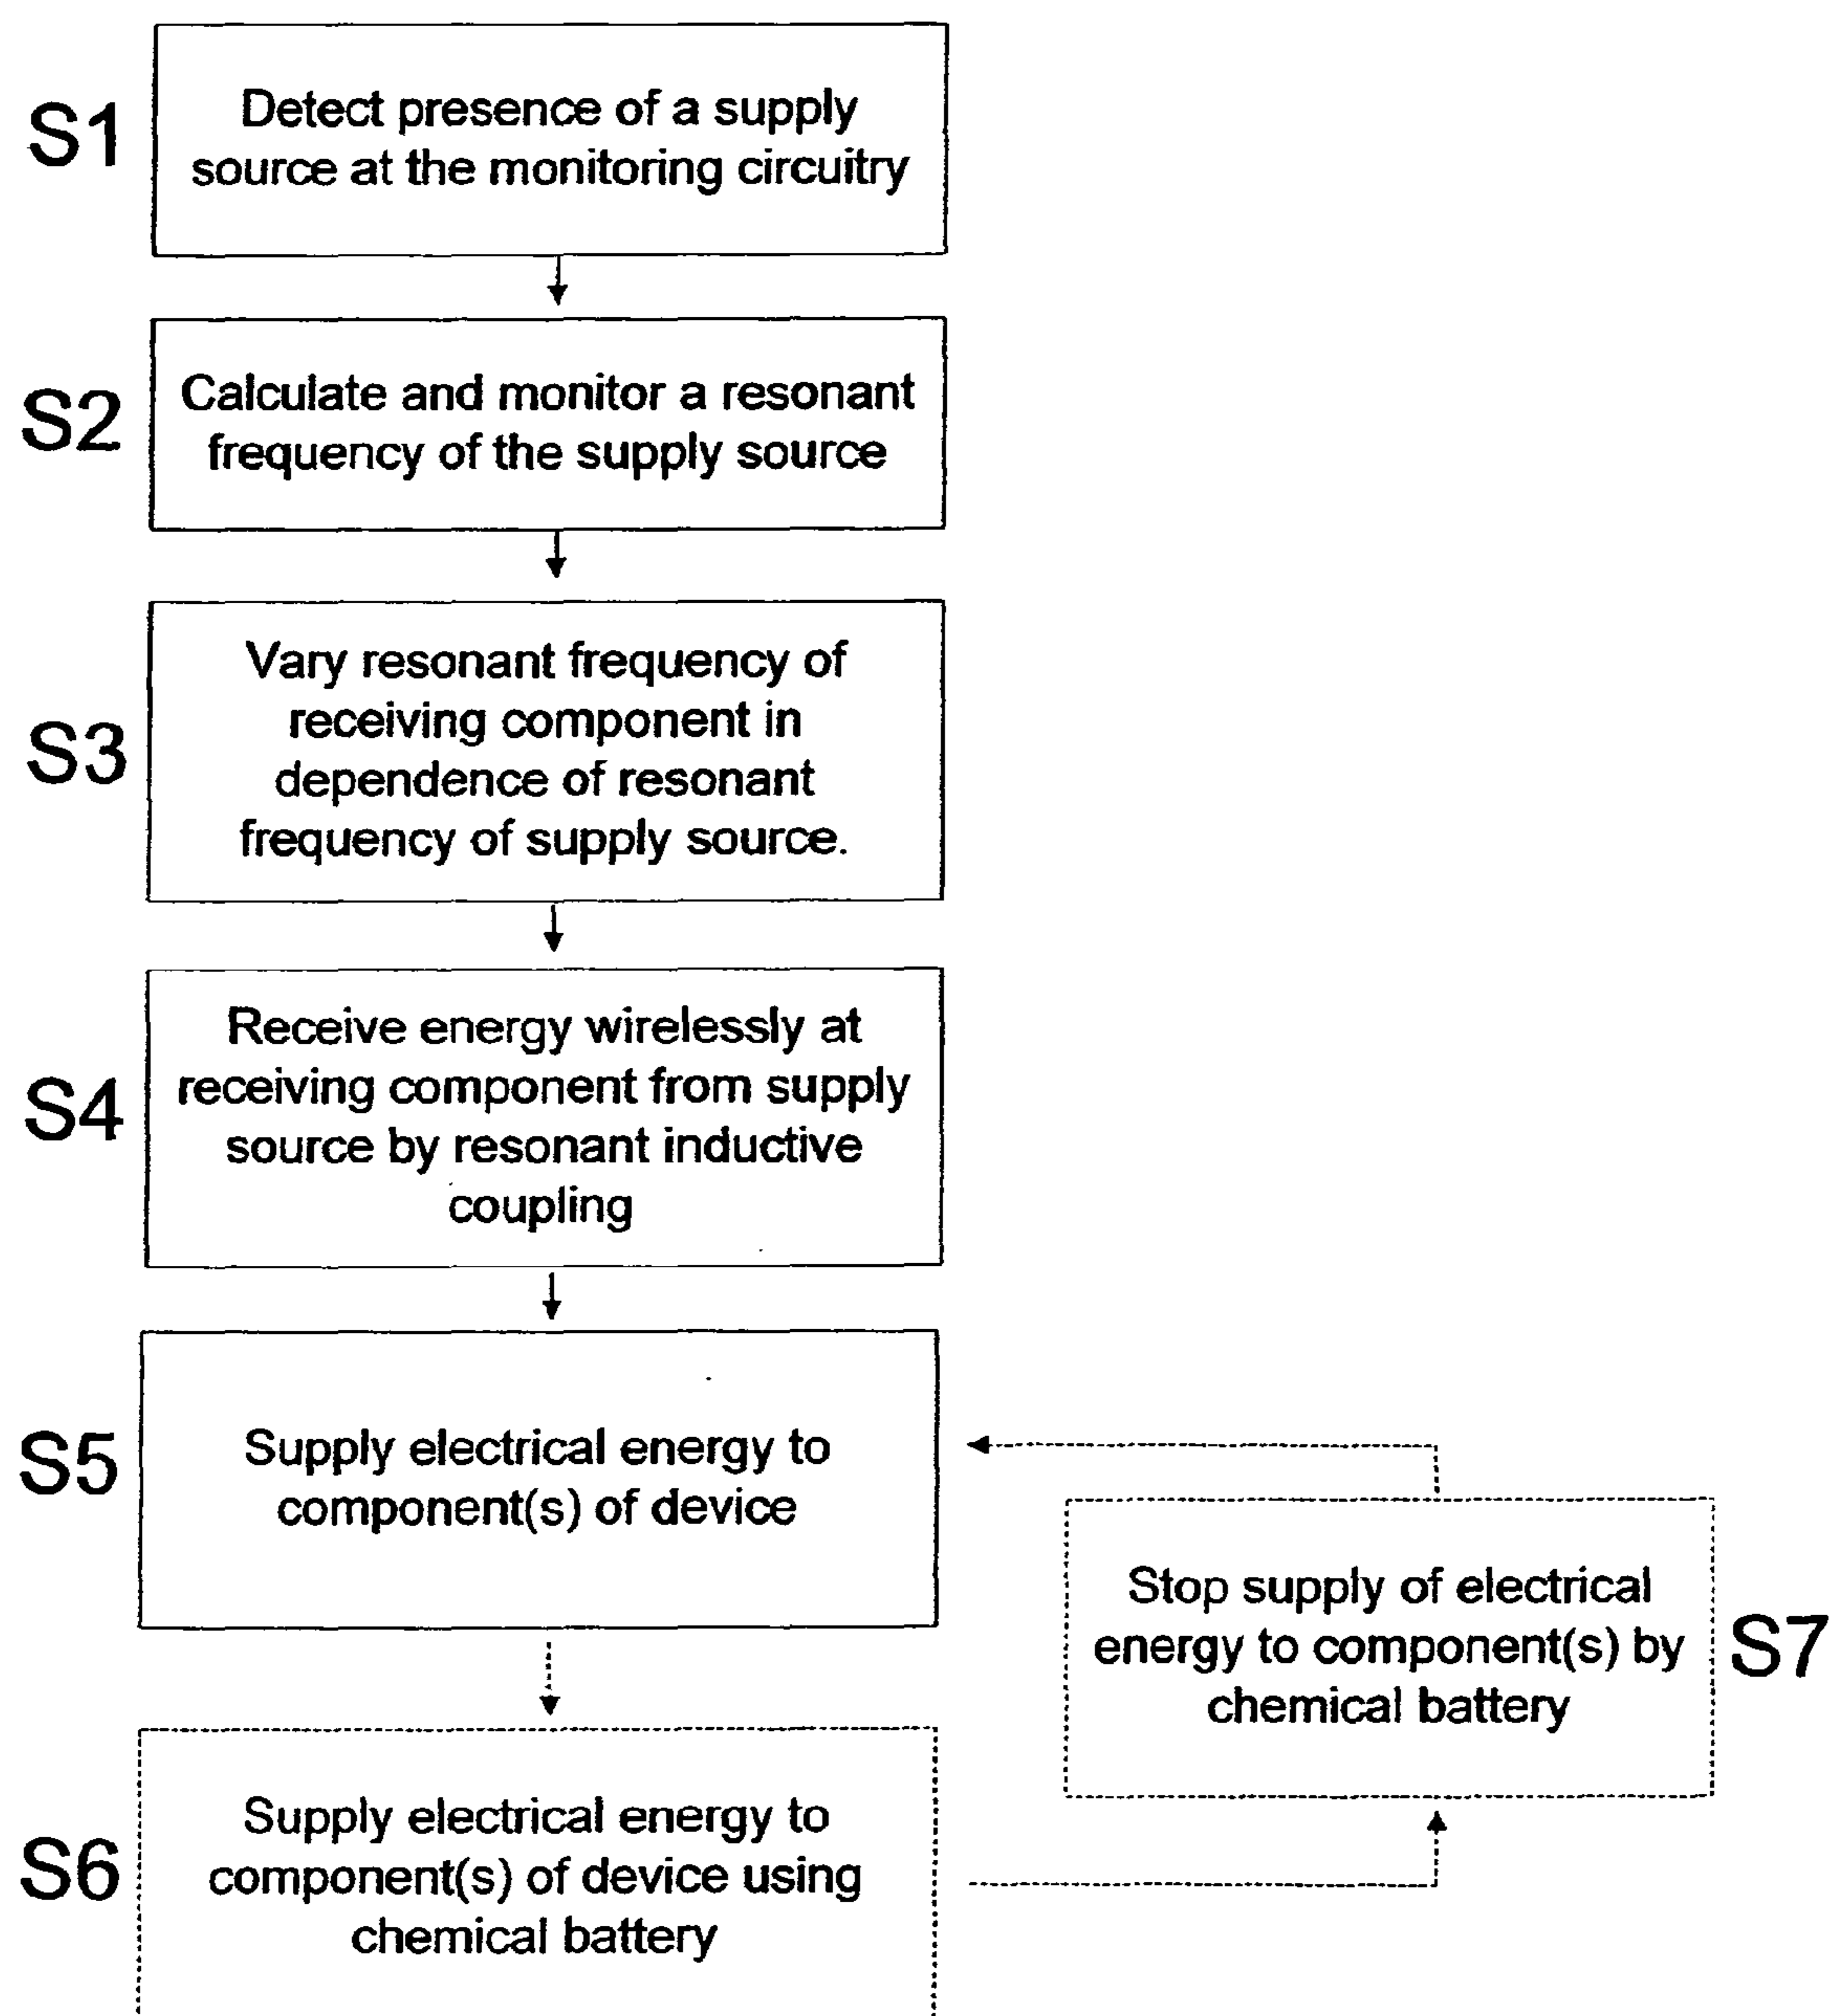 S1
Detect presence of a supply
source at the monitoring circuitry
S2
Calculate and monitor a resonant
frequency of the supply source
S3
Vary resonant frequency of
receiving component in
dependence of resonant
frequency of supply source.
S4
Receive energy wirelessly at
receiving component from supply
source by resonant inductive
coupling
S5
Supply electrical energy to
component(s) of device
S6
Supply electrical energy to
component(s) of device using
chemical battery
Stop supply of electrical
energy to component(s) by
chemical battery
S7